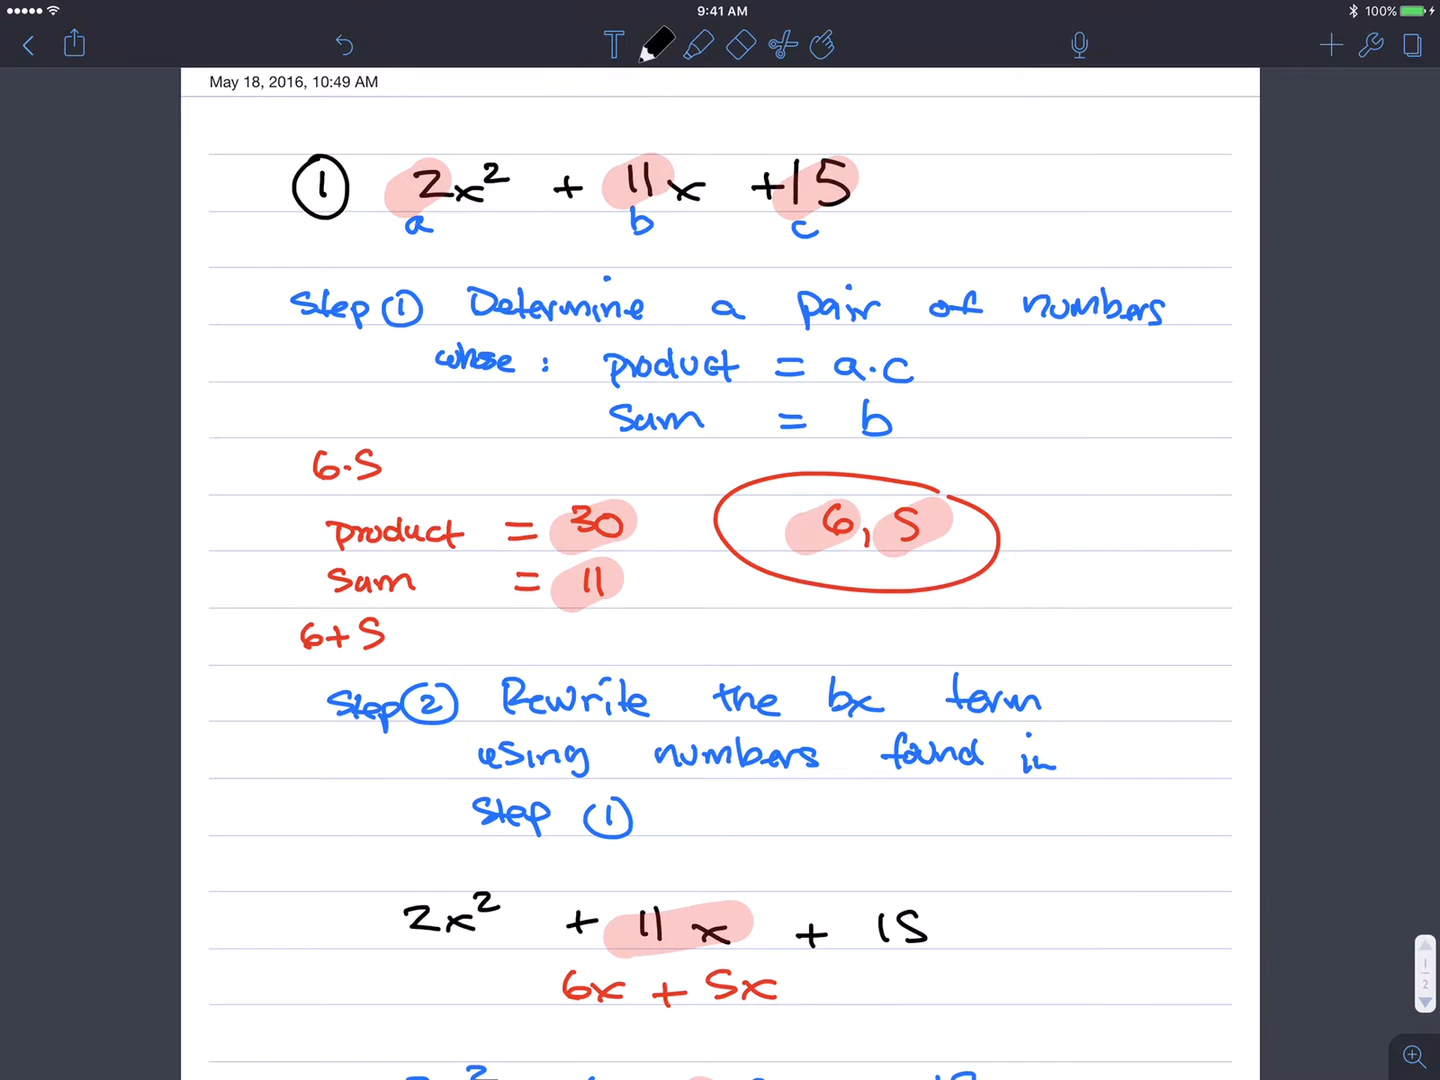 9:41 AM
100%
May 18, 2016, 10:49 AM
① 2x² + 11x +15
a b c
Step ① Determine a pair of numbers
whose : product = a·c
Sum = b
6·5
product = 30 6, 5
Sum = 11
6+5
Step ② Rewrite the bx term
using numbers found in
Step ①
2x² + 11x + 15
6x + 5x
1
2